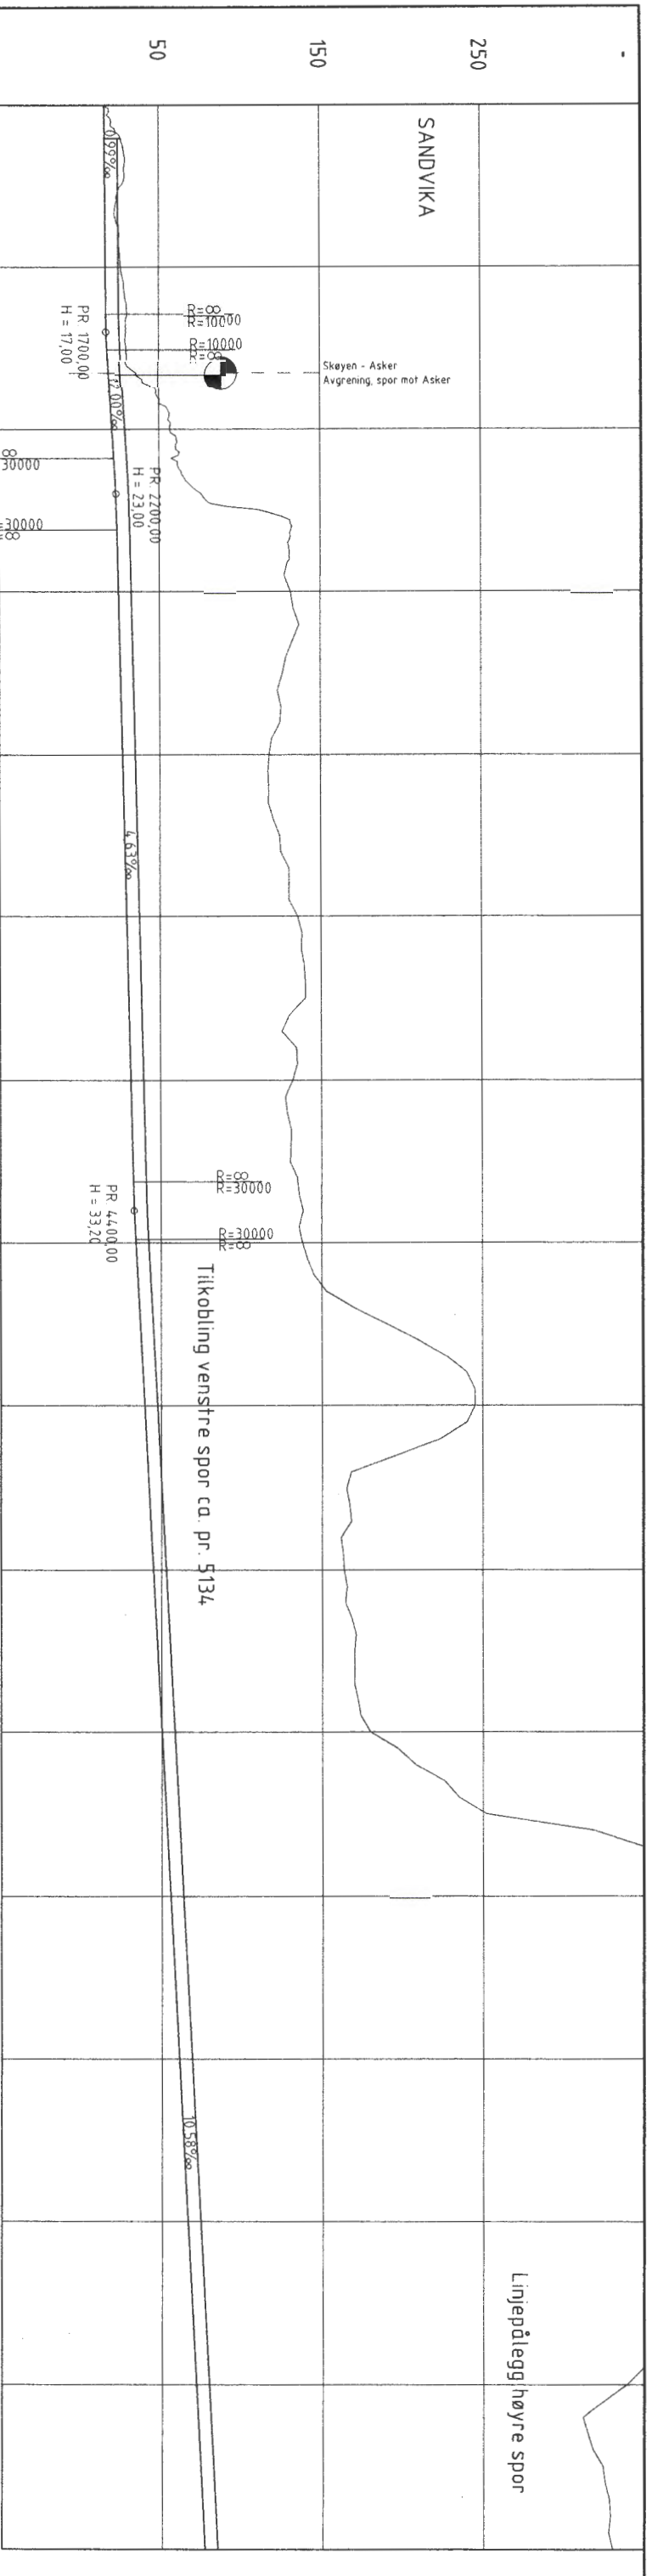 50
150
250
-
SANDVIKA
0.99‰
R=∞
R=10000
R=10000
R=∞
Skøyen - Asker
Avgrening, spor mot Asker
PR 1700,00
H = 17,00
12.00‰
∞
30000
PR. 2200,00
H = 23,00
=30000
=∞
4.63‰
R=∞
R=30000
R=30000
R=∞
PR 4400,00
H = 33,20
Tilkobling venstre spor ca. pr. 5134
10.58‰
Linjepålegg høyre spor